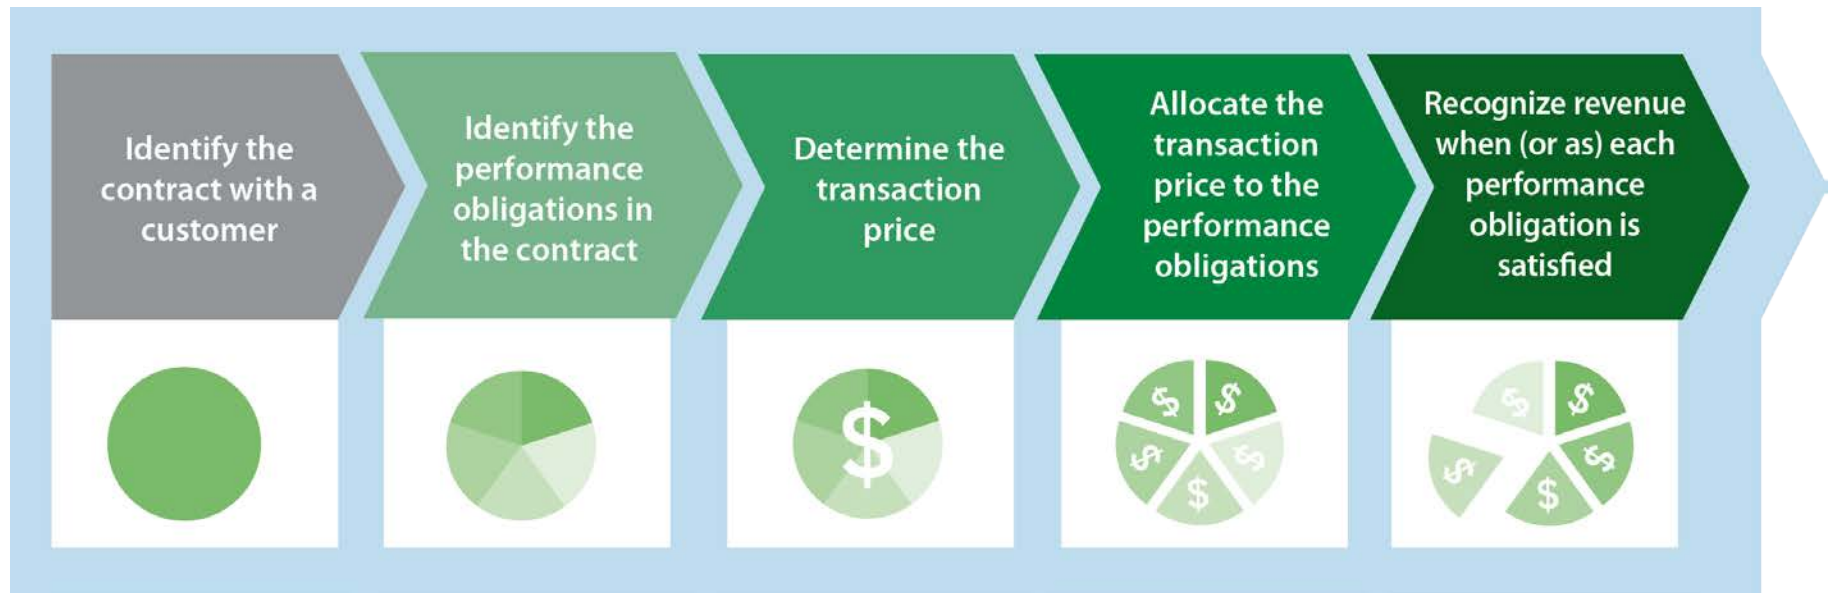 Identify the
contract with a
customer
Identify the
performance
obligations in
the contract
Determine the
transaction
price
Allocate the
transaction
price to the
performance
obligations
Recognize revenue
when (or as) each
performance
obligation is
satisfied
$
$
$
$
$
$
$
$
$
$
$